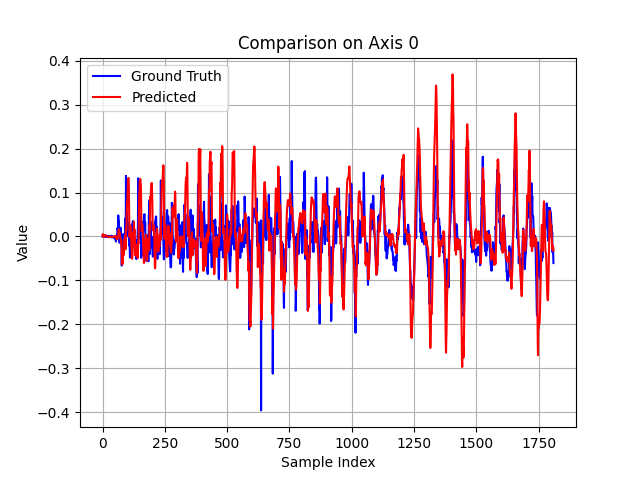 Comparison on Axis 0
Ground Truth
Predicted
0.4
0.3
0.2
0.1
0.0
−0.1
−0.2
−0.3
−0.4
Value
0 250 500 750 1000 1250 1500 1750
Sample Index